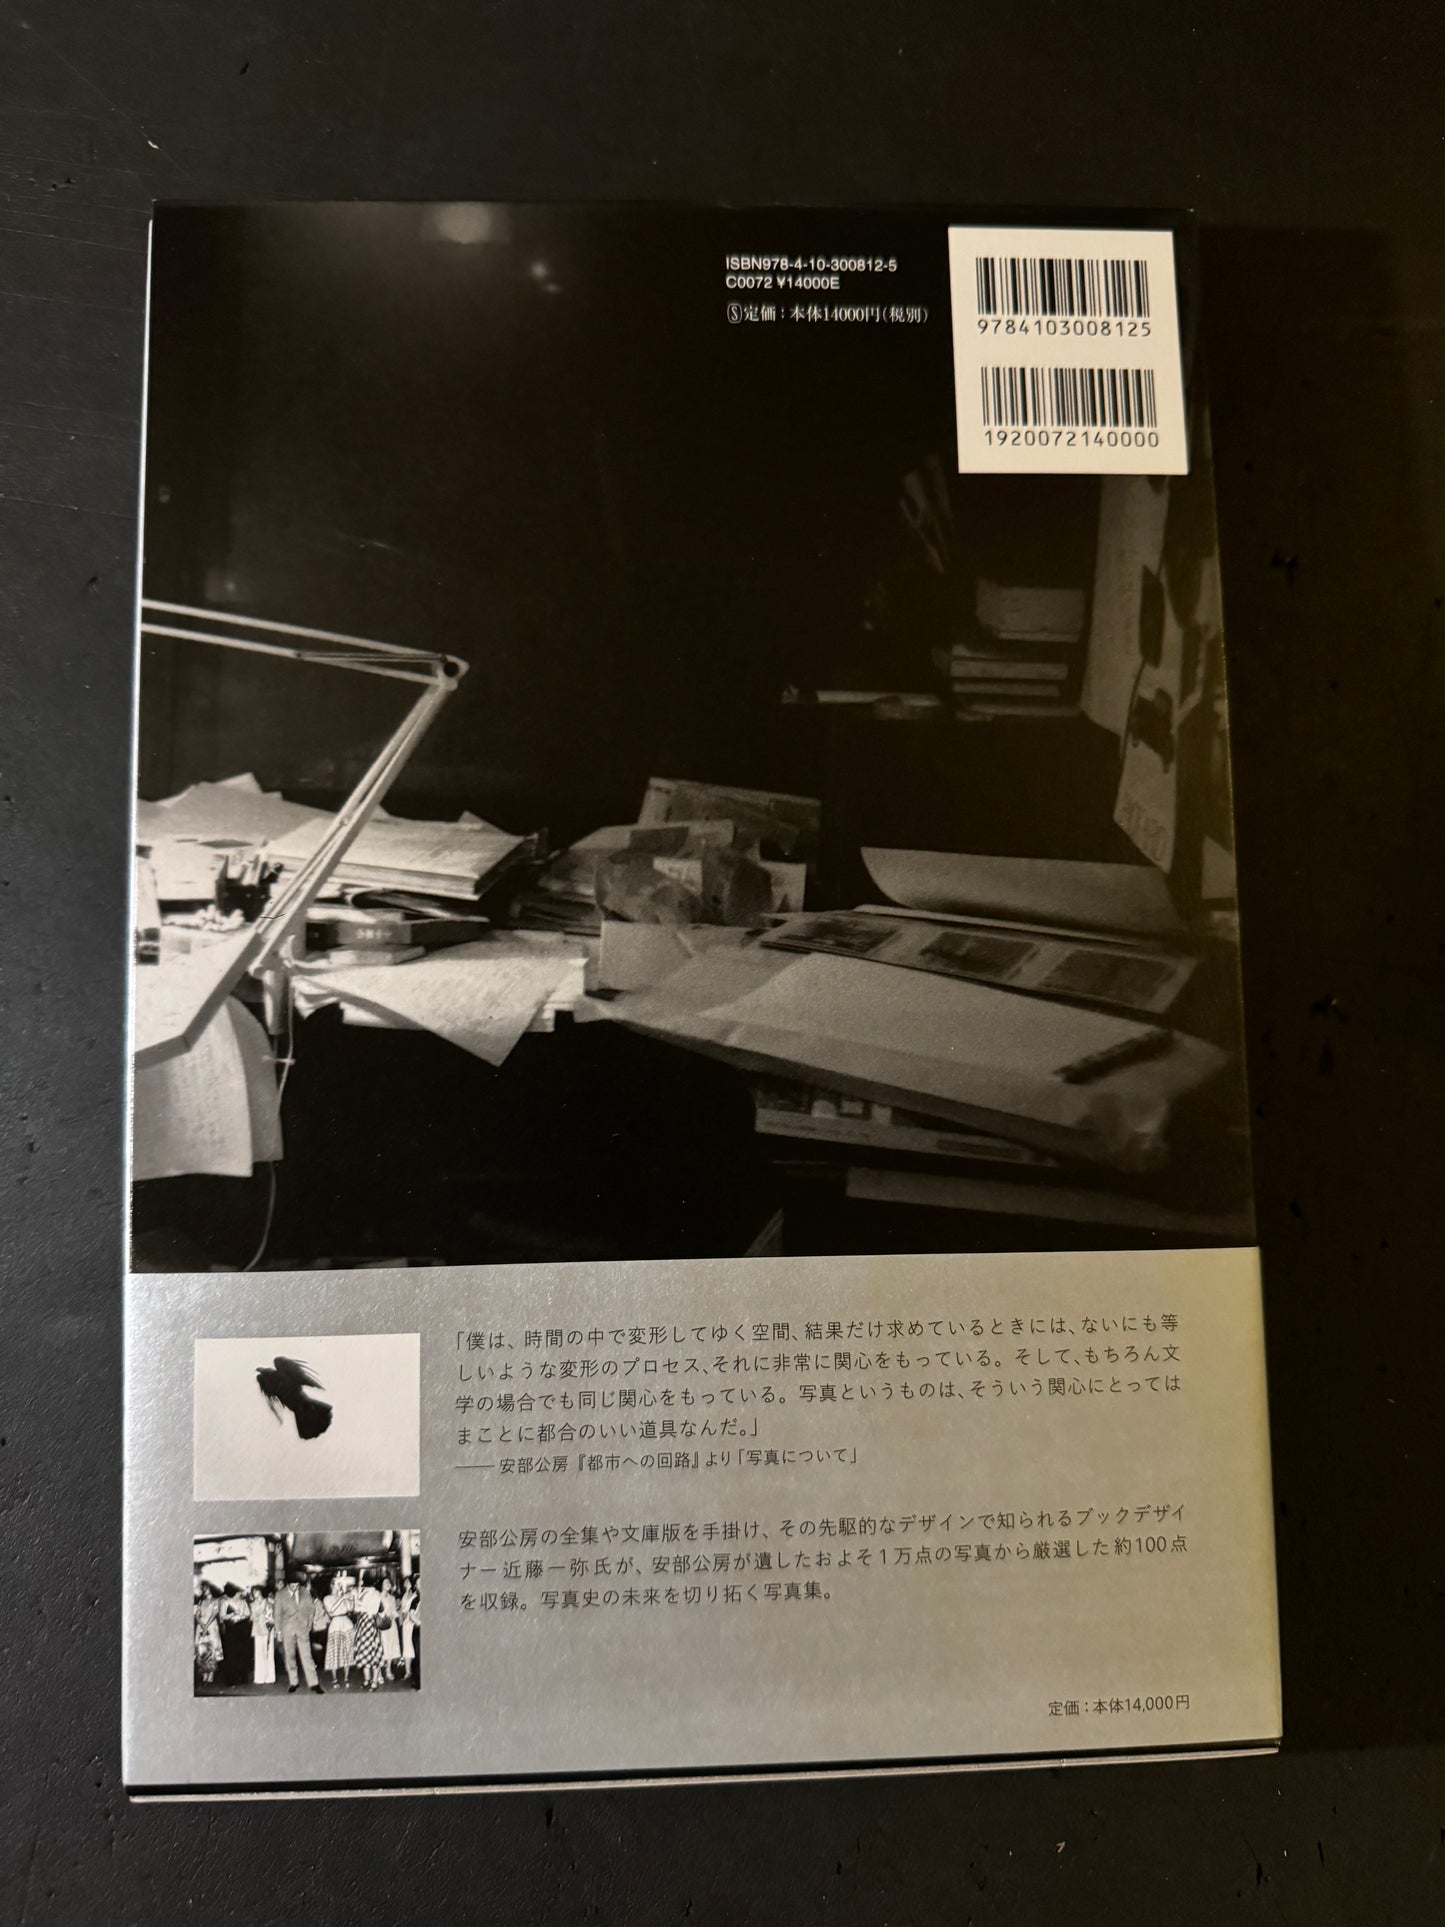 ISBN978-4-10-300812-5
C0072 ¥14000E
Ⓢ定価：本体14000円(税別)
9784103008125
1920072140000
「僕は、時間の中で変形してゆく空間、結果だけ求めているときには、ないにも等
しいような変形のプロセス、それに非常に関心をもっている。そして、もちろん文
学の場合でも同じ関心をもっている。写真というものは、そういう関心にとっては
まことに都合のいい道具なんだ。」
――安部公房『都市への回路』より「写真について」
安部公房の全集や文庫版を手掛け、その先駆的なデザインで知られるブックデザイ
ナー近藤一弥氏が、安部公房が遺したおよそ1万点の写真から厳選した約100点
を収録。写真史の未来を切り拓く写真集。
定価：本体14,000円